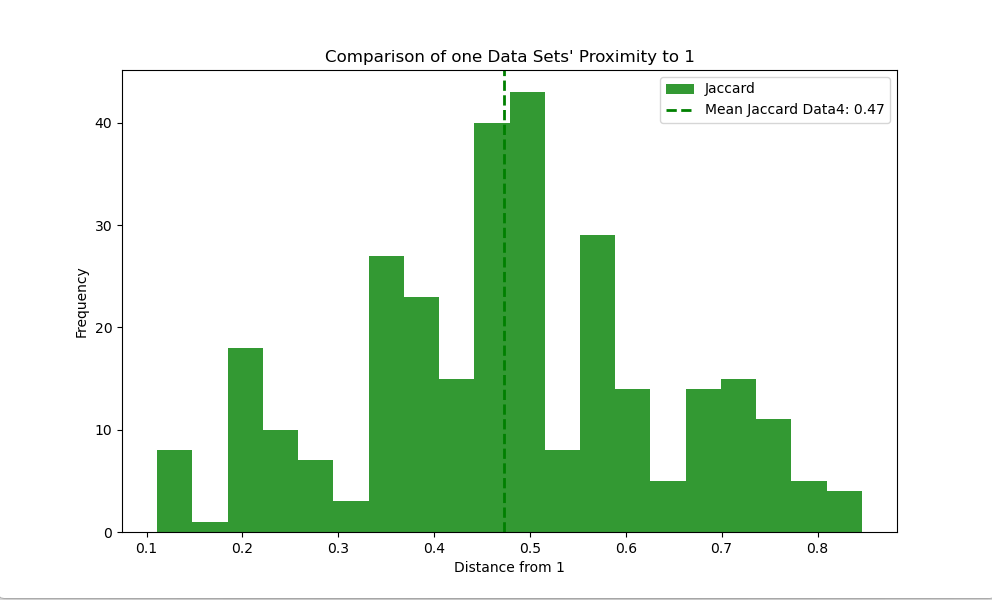 Comparison of one Data Sets' Proximity to 1
Jaccard
Mean Jaccard Data4: 0.47
Frequency
40
30
20
10
0
0.1 0.2 0.3 0.4 0.5 0.6 0.7 0.8
Distance from 1